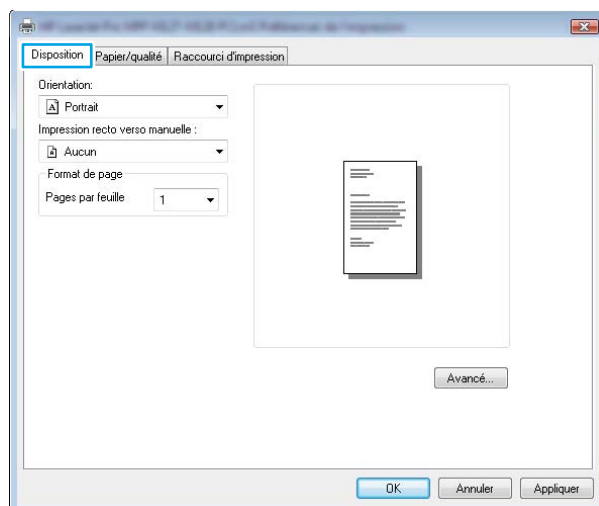 Disposition Papier/qualité Raccourci d'impression
Orientation:
Portrait
Impression recto verso manuelle :
Aucun
Format de page
Pages par feuille 1
Avancé...
OK Annuler Appliquer